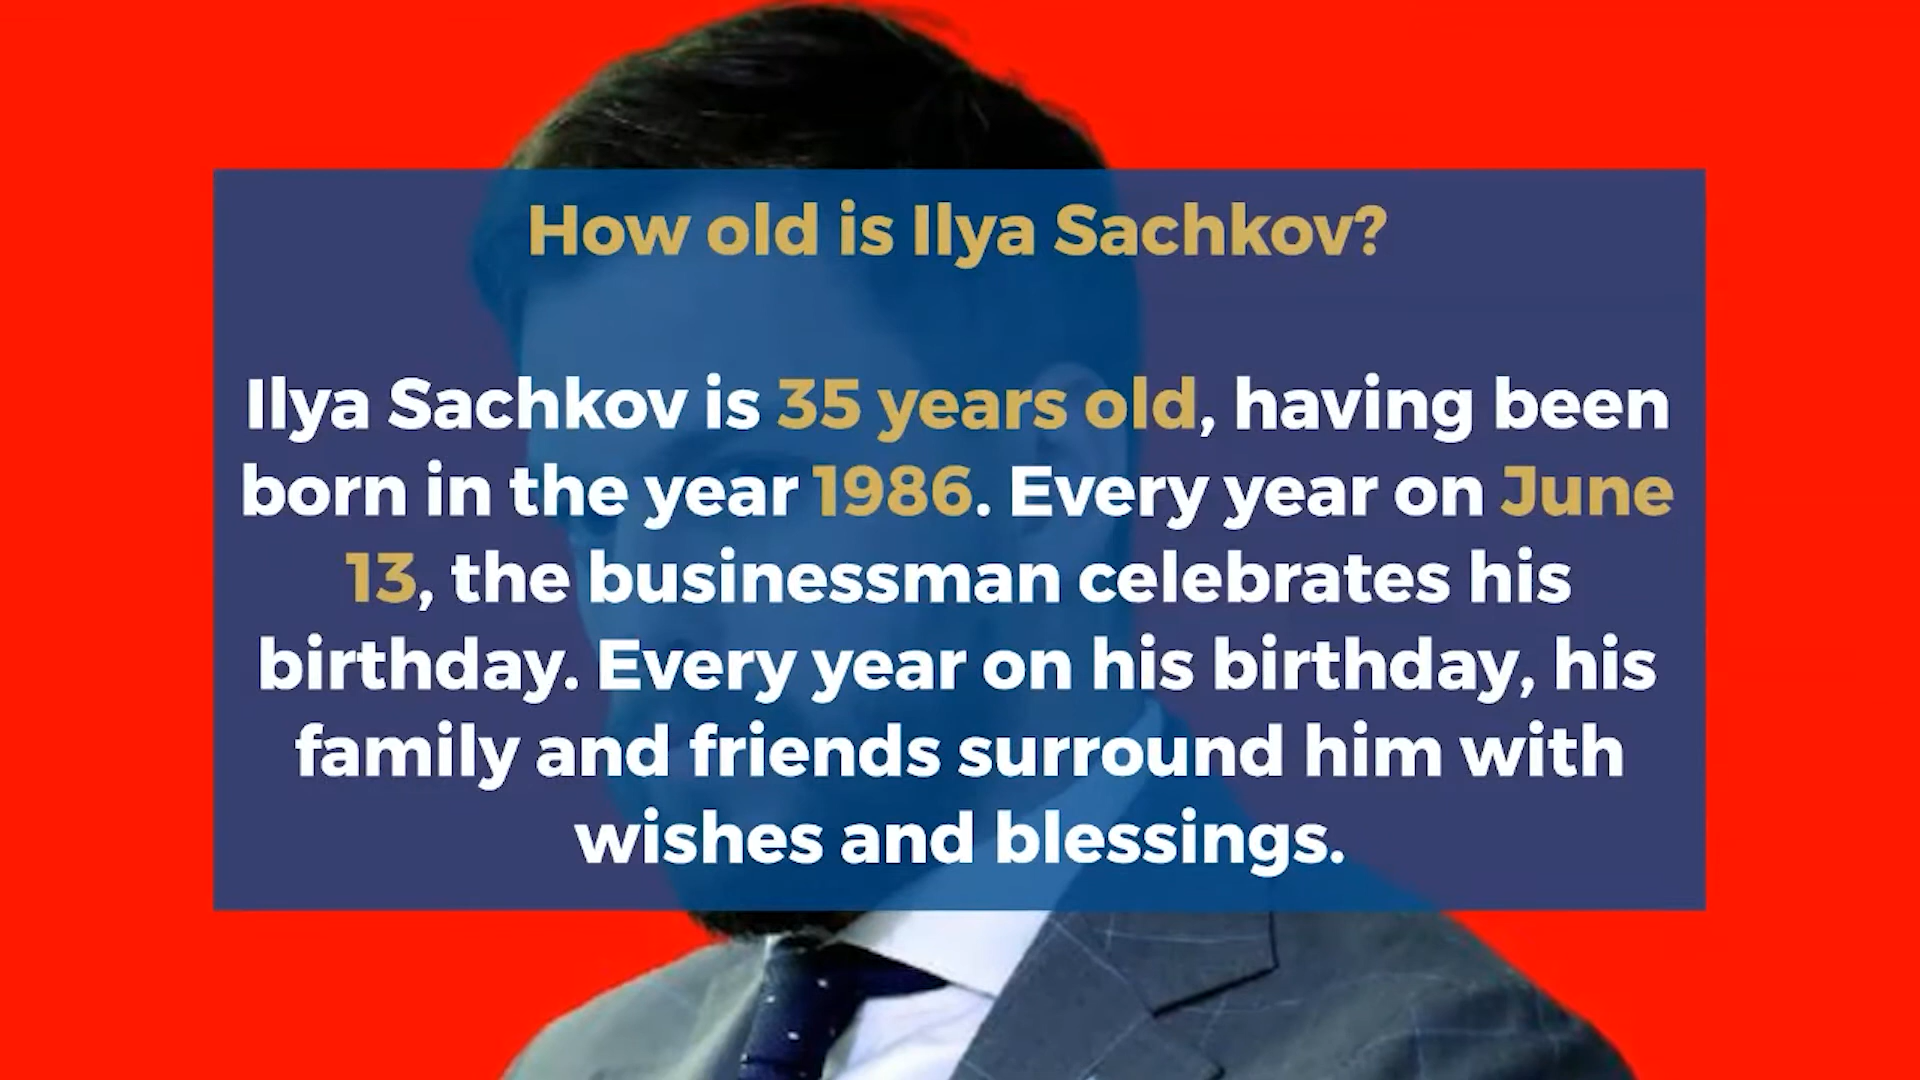 How old is Ilya Sachkov?
Ilya Sachkov is 35 years old, having been
born in the year 1986. Every year on June
13, the businessman celebrates his
birthday. Every year on his birthday, his
family and friends surround him with
wishes and blessings.